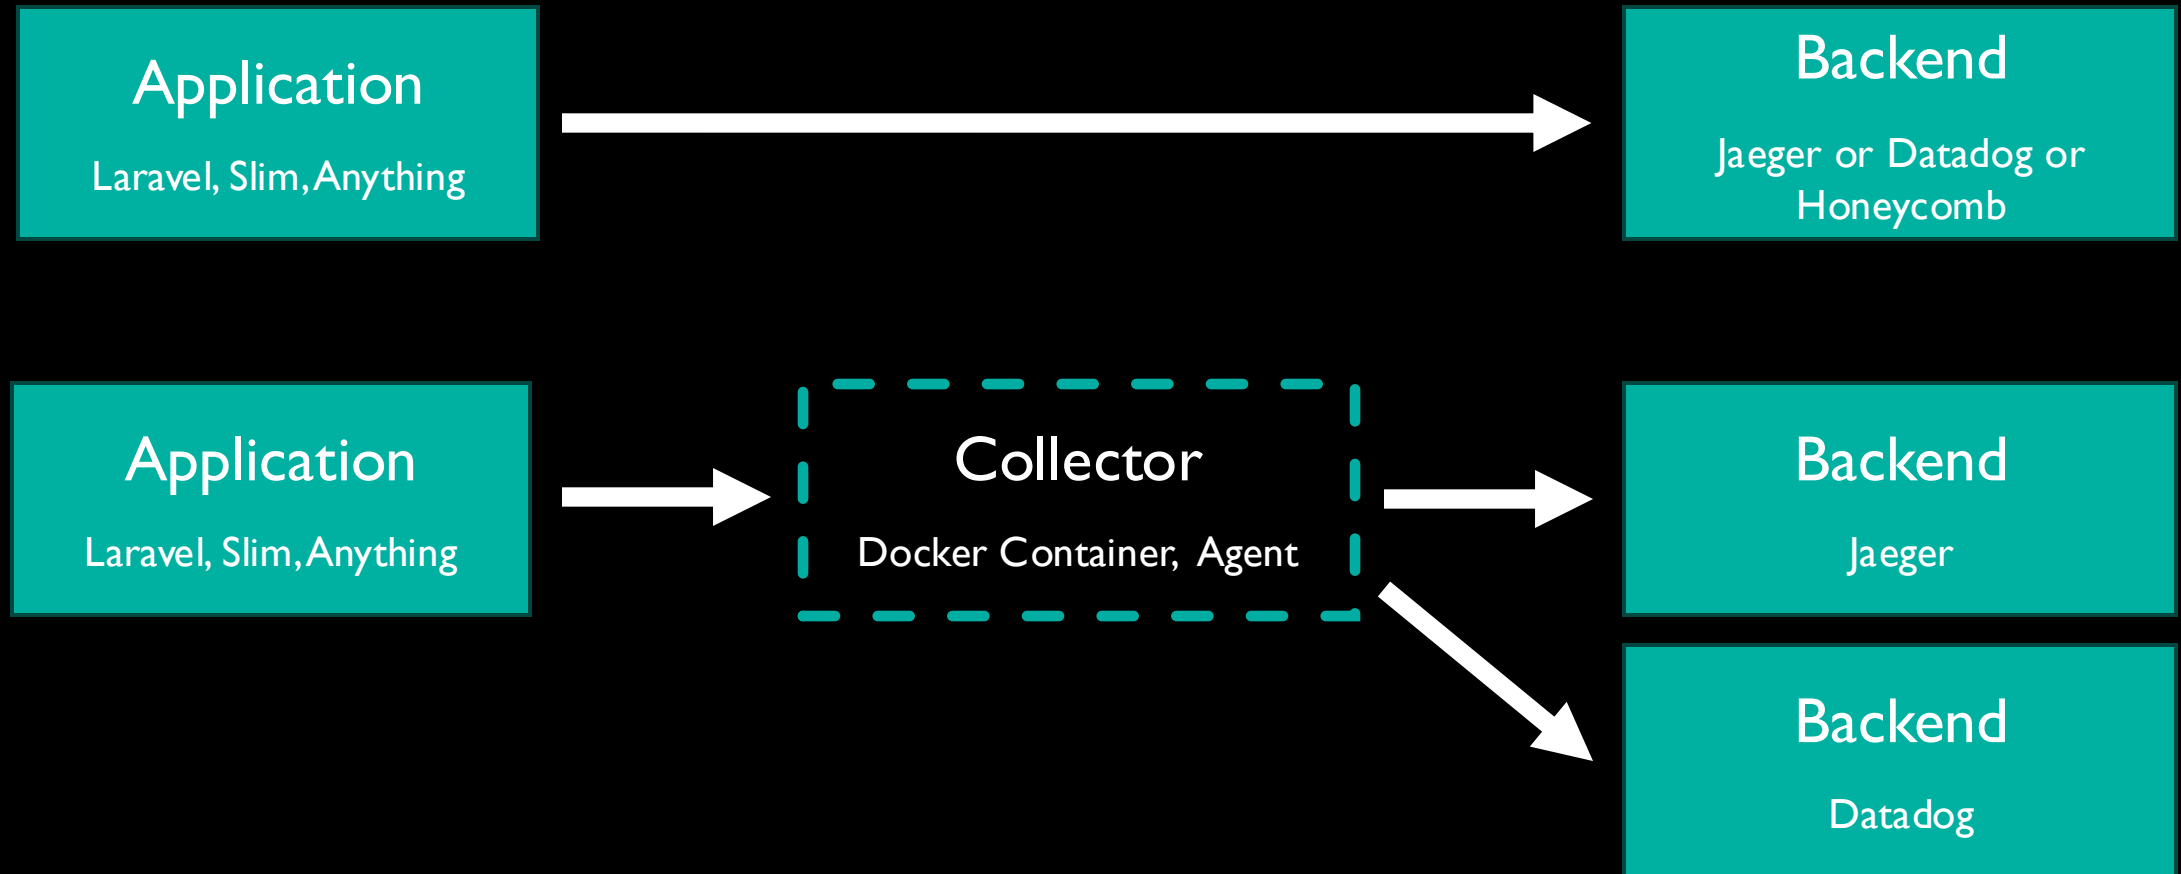 Application
Laravel, Slim, Anything
Backend
Jaeger or Datadog or
Honeycomb
Application
Laravel, Slim, Anything
Collector
Docker Container, Agent
Backend
Jaeger
Backend
Datadog